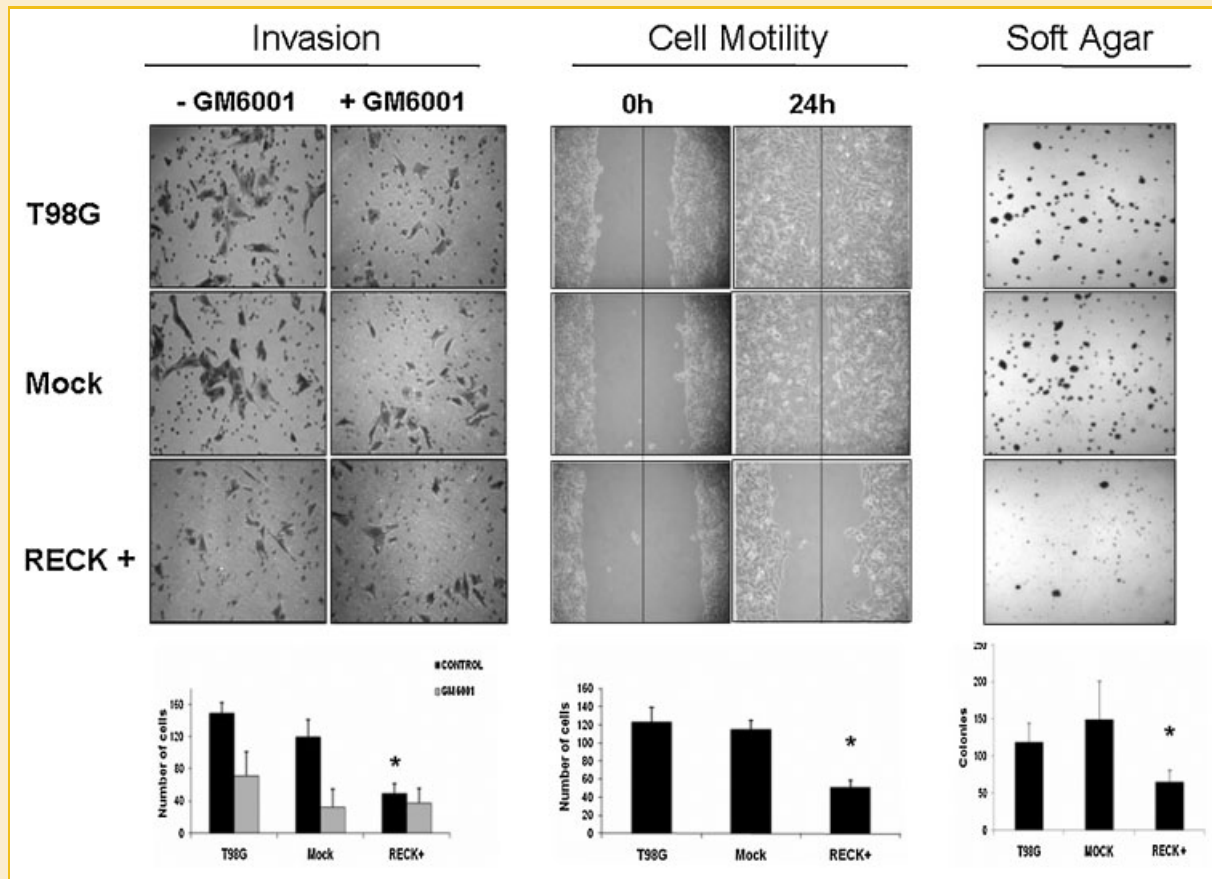 Invasion Cell Motility Soft Agar
- GM6001 + GM6001 0h 24h
T98G
Mock
RECK +
CONTROL
GM6001
Number of cells
160
120
80
40
0
*
T98G Mock RECK+
Number of cells
160
140
120
100
80
60
40
20
0
*
T98G Mock RECK+
Colonies
250
200
150
100
50
0
*
T98G MOCK RECK+